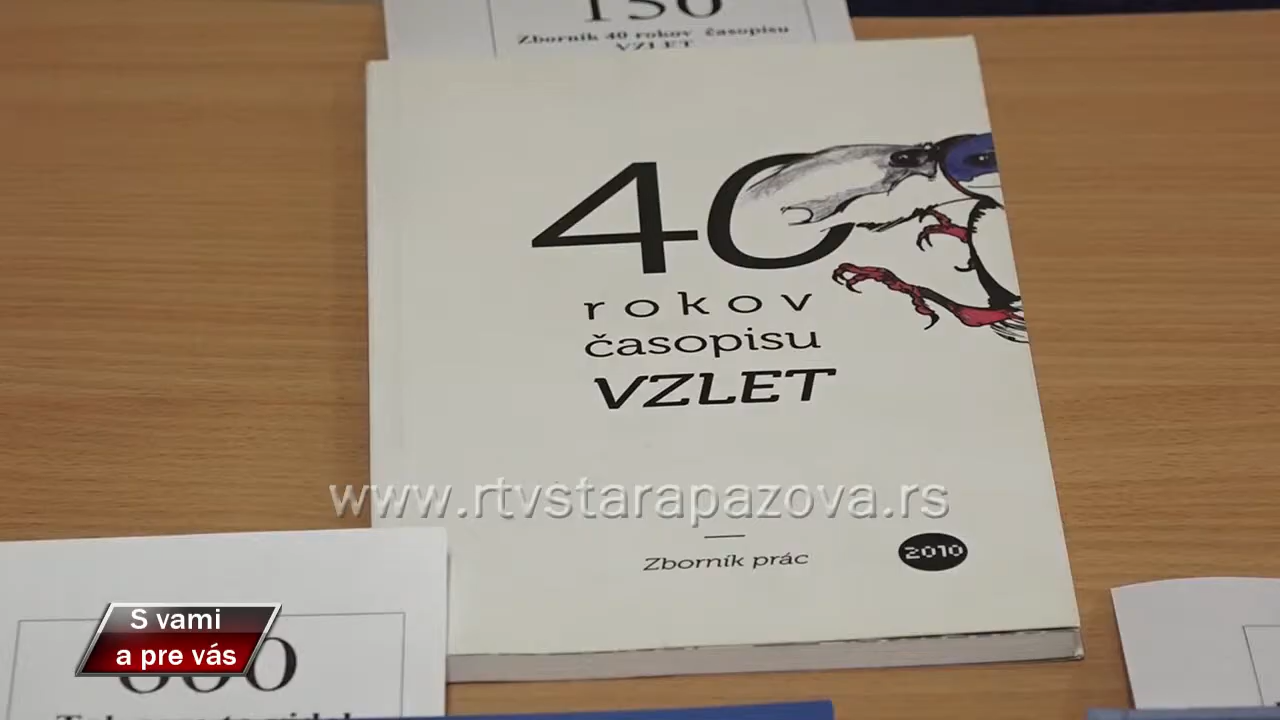 150
Zborník 40 rokov časopisu
VZLET
40
rokov
časopisu
VZLET
www.rtvstarapazova.rs
Zborník prác
2010
S vami
a pre vás